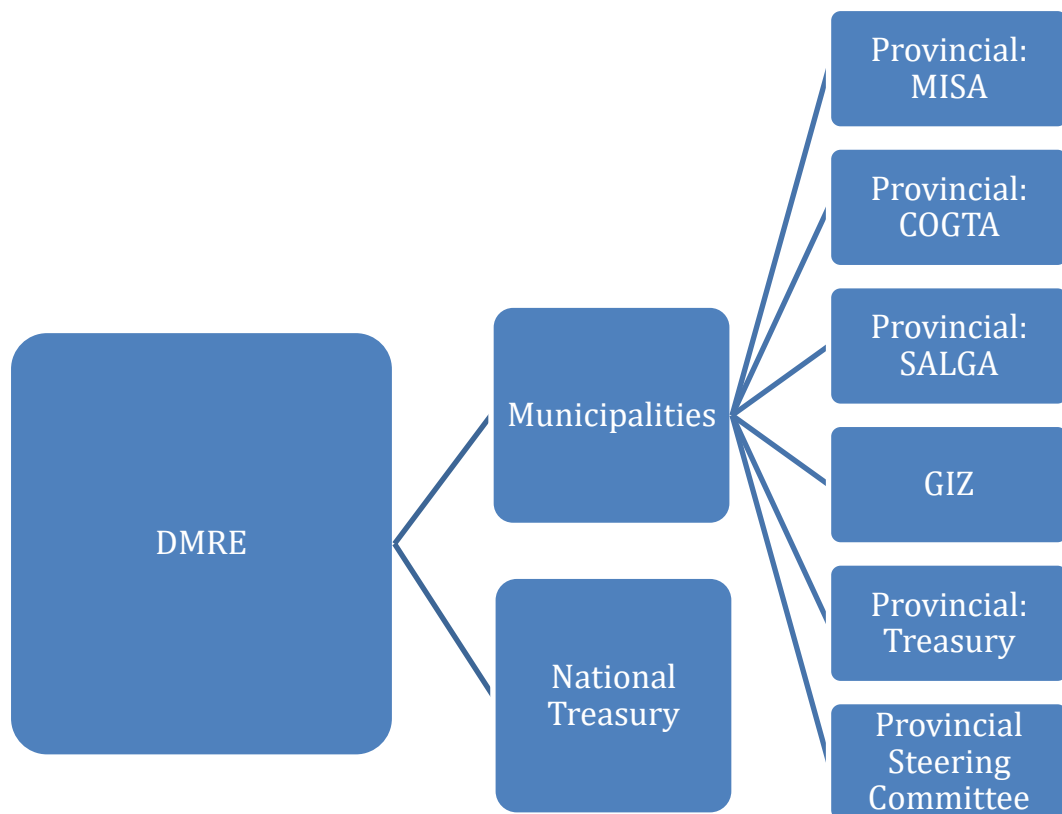 DMRE
Municipalities
National
Treasury
Provincial:
MISA
Provincial:
COGTA
Provincial:
SALGA
GIZ
Provincial:
Treasury
Provincial
Steering
Committee